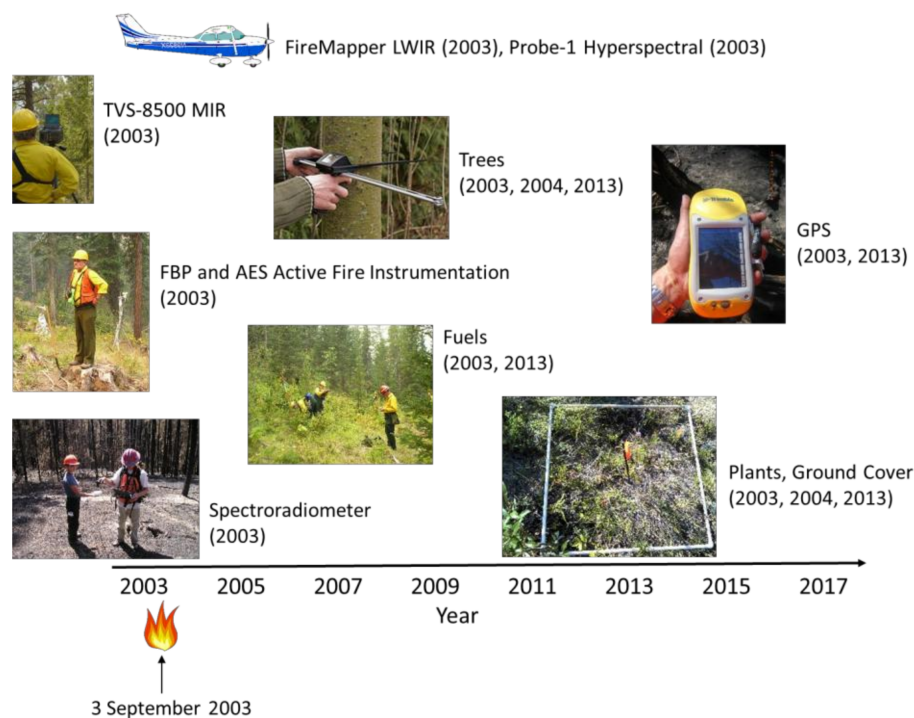 FireMapper LWIR (2003), Probe-1 Hyperspectral (2003)
TVS-8500 MIR
(2003)
Trees
(2003, 2004, 2013)
GPS
(2003, 2013)
FBP and AES Active Fire Instrumentation
(2003)
Fuels
(2003, 2013)
Plants, Ground Cover
(2003, 2004, 2013)
Spectroradiometer
(2003)
2003 2005 2007 2009 2011 2013 2015 2017
Year
3 September 2003